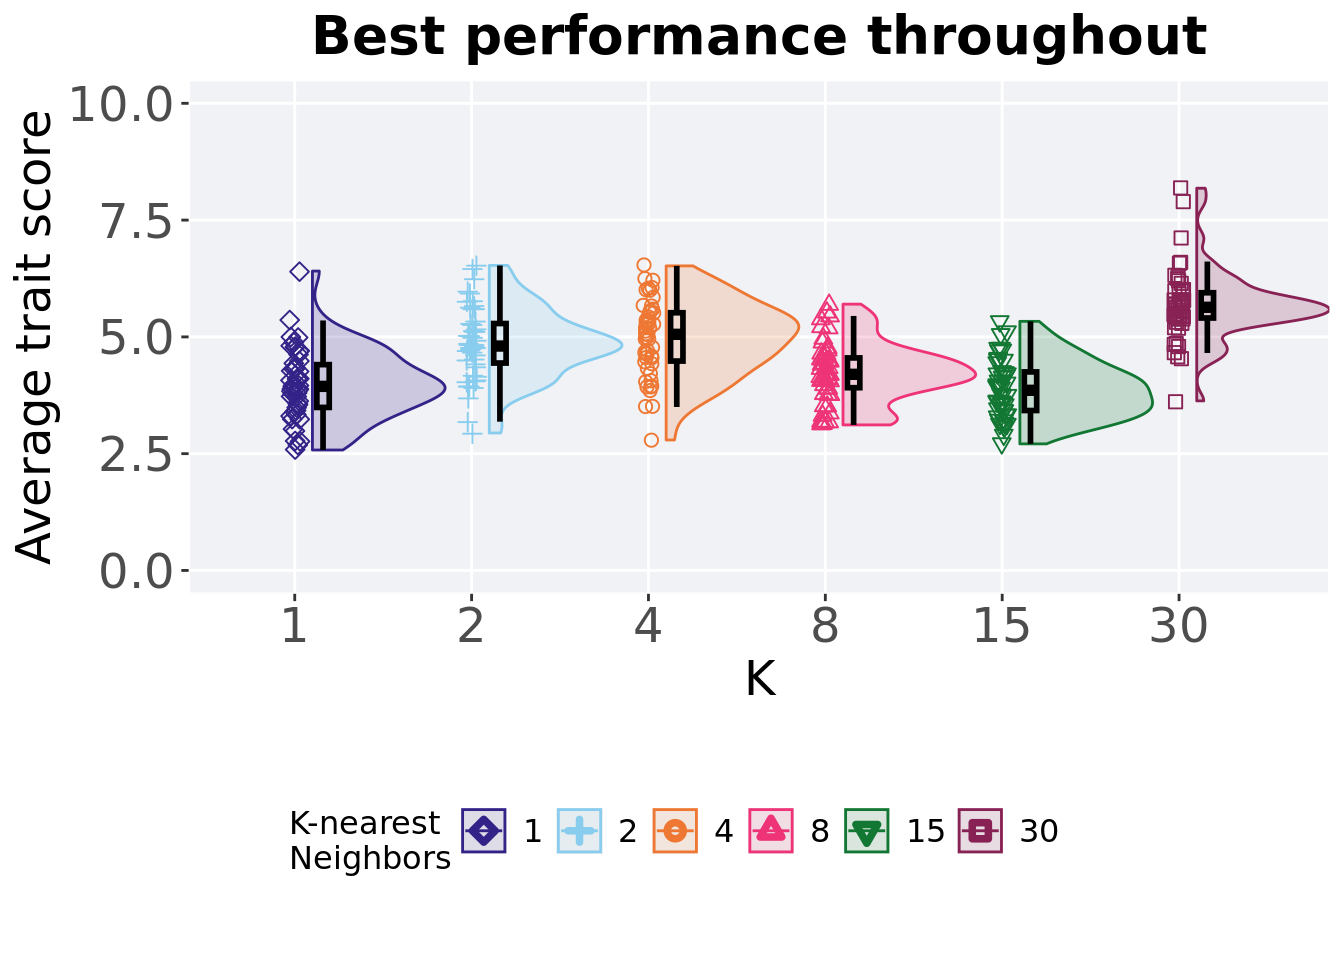 Best performance throughout
Average trait score
10.0
7.5
5.0
2.5
0.0
1 2 4 8 15 30
K
K-nearest
Neighbors
1 2 4 8 15 30